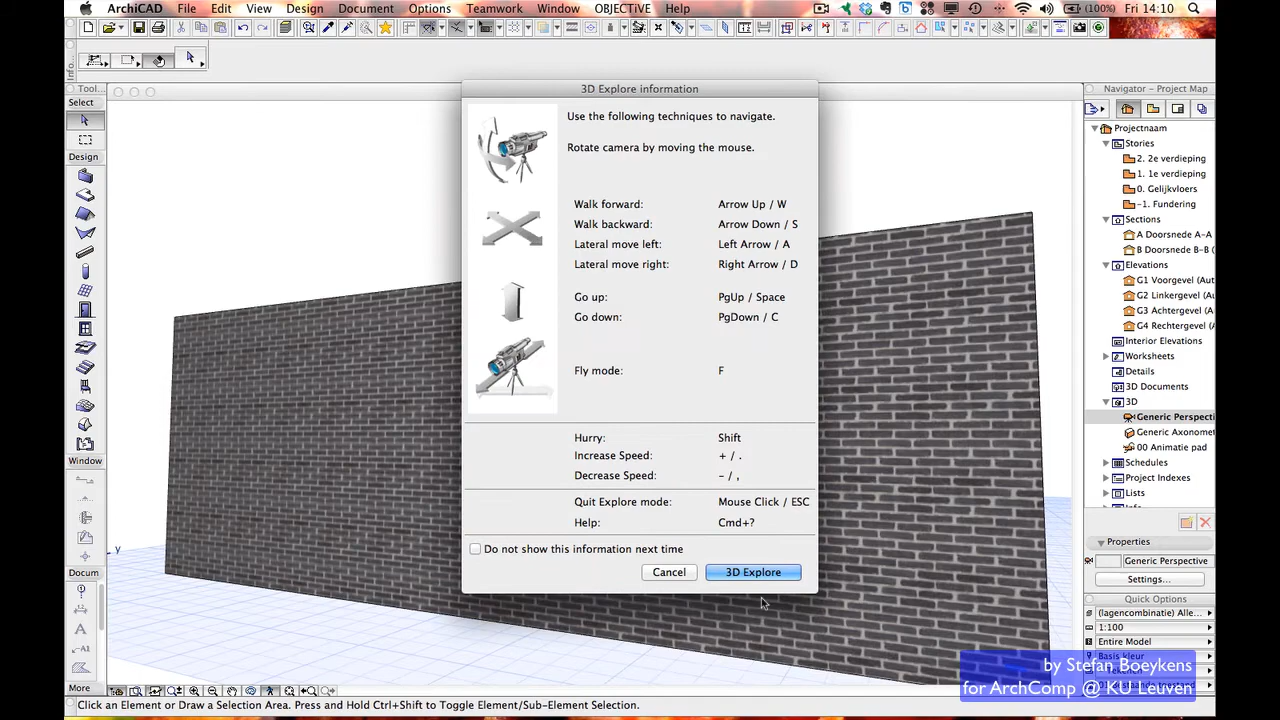 ArchiCAD File Edit View Design Document Options Teamwork Window OBJECTiVE Help (100%) Fri 14:10
Tool...
Select
Design
Window
Docum
More
3D Explore information
Use the following techniques to navigate.
Rotate camera by moving the mouse.
Walk forward: Arrow Up / W
Walk backward: Arrow Down / S
Lateral move left: Left Arrow / A
Lateral move right: Right Arrow / D
Go up: PgUp / Space
Go down: PgDown / C
Fly mode: F
Hurry: Shift
Increase Speed: + / .
Decrease Speed: - / ,
Quit Explore mode: Mouse Click / ESC
Help: Cmd+?
Do not show this information next time
Cancel 3D Explore
y
Navigator - Project Map
Projectnaam
Stories
2. 2e verdieping
1. 1e verdieping
0. Gelijkvloers
-1. Fundering
Sections
A Doorsnede A-A
B Doorsnede B-B (
Elevations
G1 Voorgevel (Aut
G2 Linkergevel (A
G3 Achtergevel (A
G4 Rechtergevel (
Interior Elevations
Worksheets
Details
3D Documents
3D
Generic Perspecti
Generic Axonomet
00 Animatie pad
Schedules
Project Indexes
Lists
Properties
Generic Perspective
Settings...
Quick Options
(lagencombinatie) Alle...
1:100
Entire Model
by Stefan Boeykens
for ArchComp @ KU Leuven
Click an Element or Draw a Selection Area. Press and Hold Ctrl+Shift to Toggle Element/Sub-Element Selection.